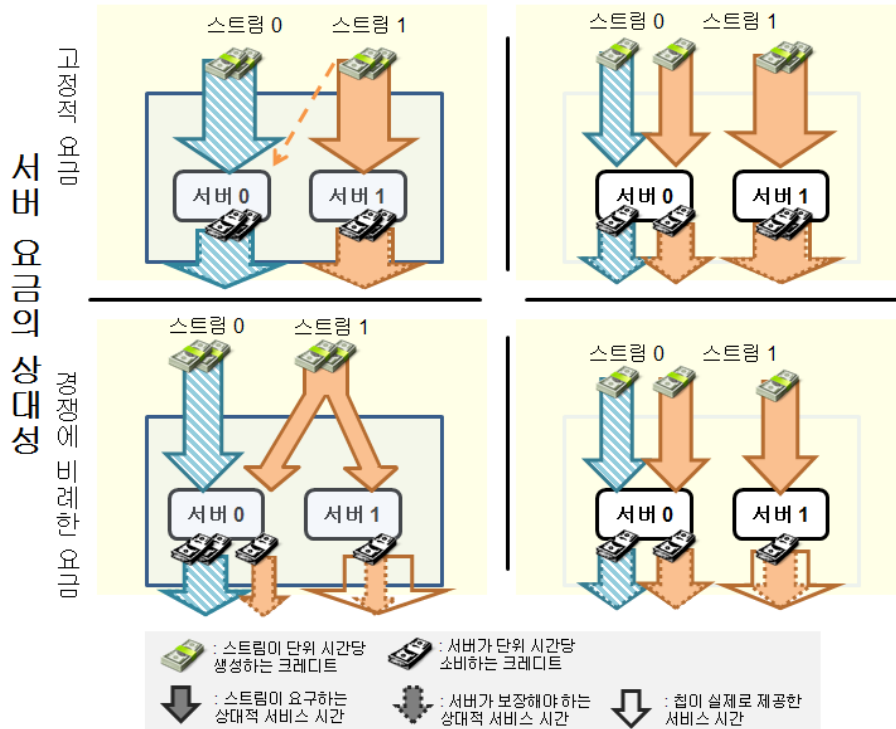 서버 요금의 상대성
고정적 요금
스트림 0
스트림 1
서버 0
서버 1
스트림 0
스트림 1
서버 0
서버 1
경쟁에 비례한 요금
스트림 0
스트림 1
서버 0
서버 1
스트림 0
스트림 1
서버 0
서버 1
: 스트림이 단위 시간당
생성하는 크레디트
: 서버가 단위 시간당
소비하는 크레디트
: 스트림이 요구하는
상대적 서비스 시간
: 서버가 보장해야 하는
상대적 서비스 시간
: 칩이 실제로 제공한
서비스 시간